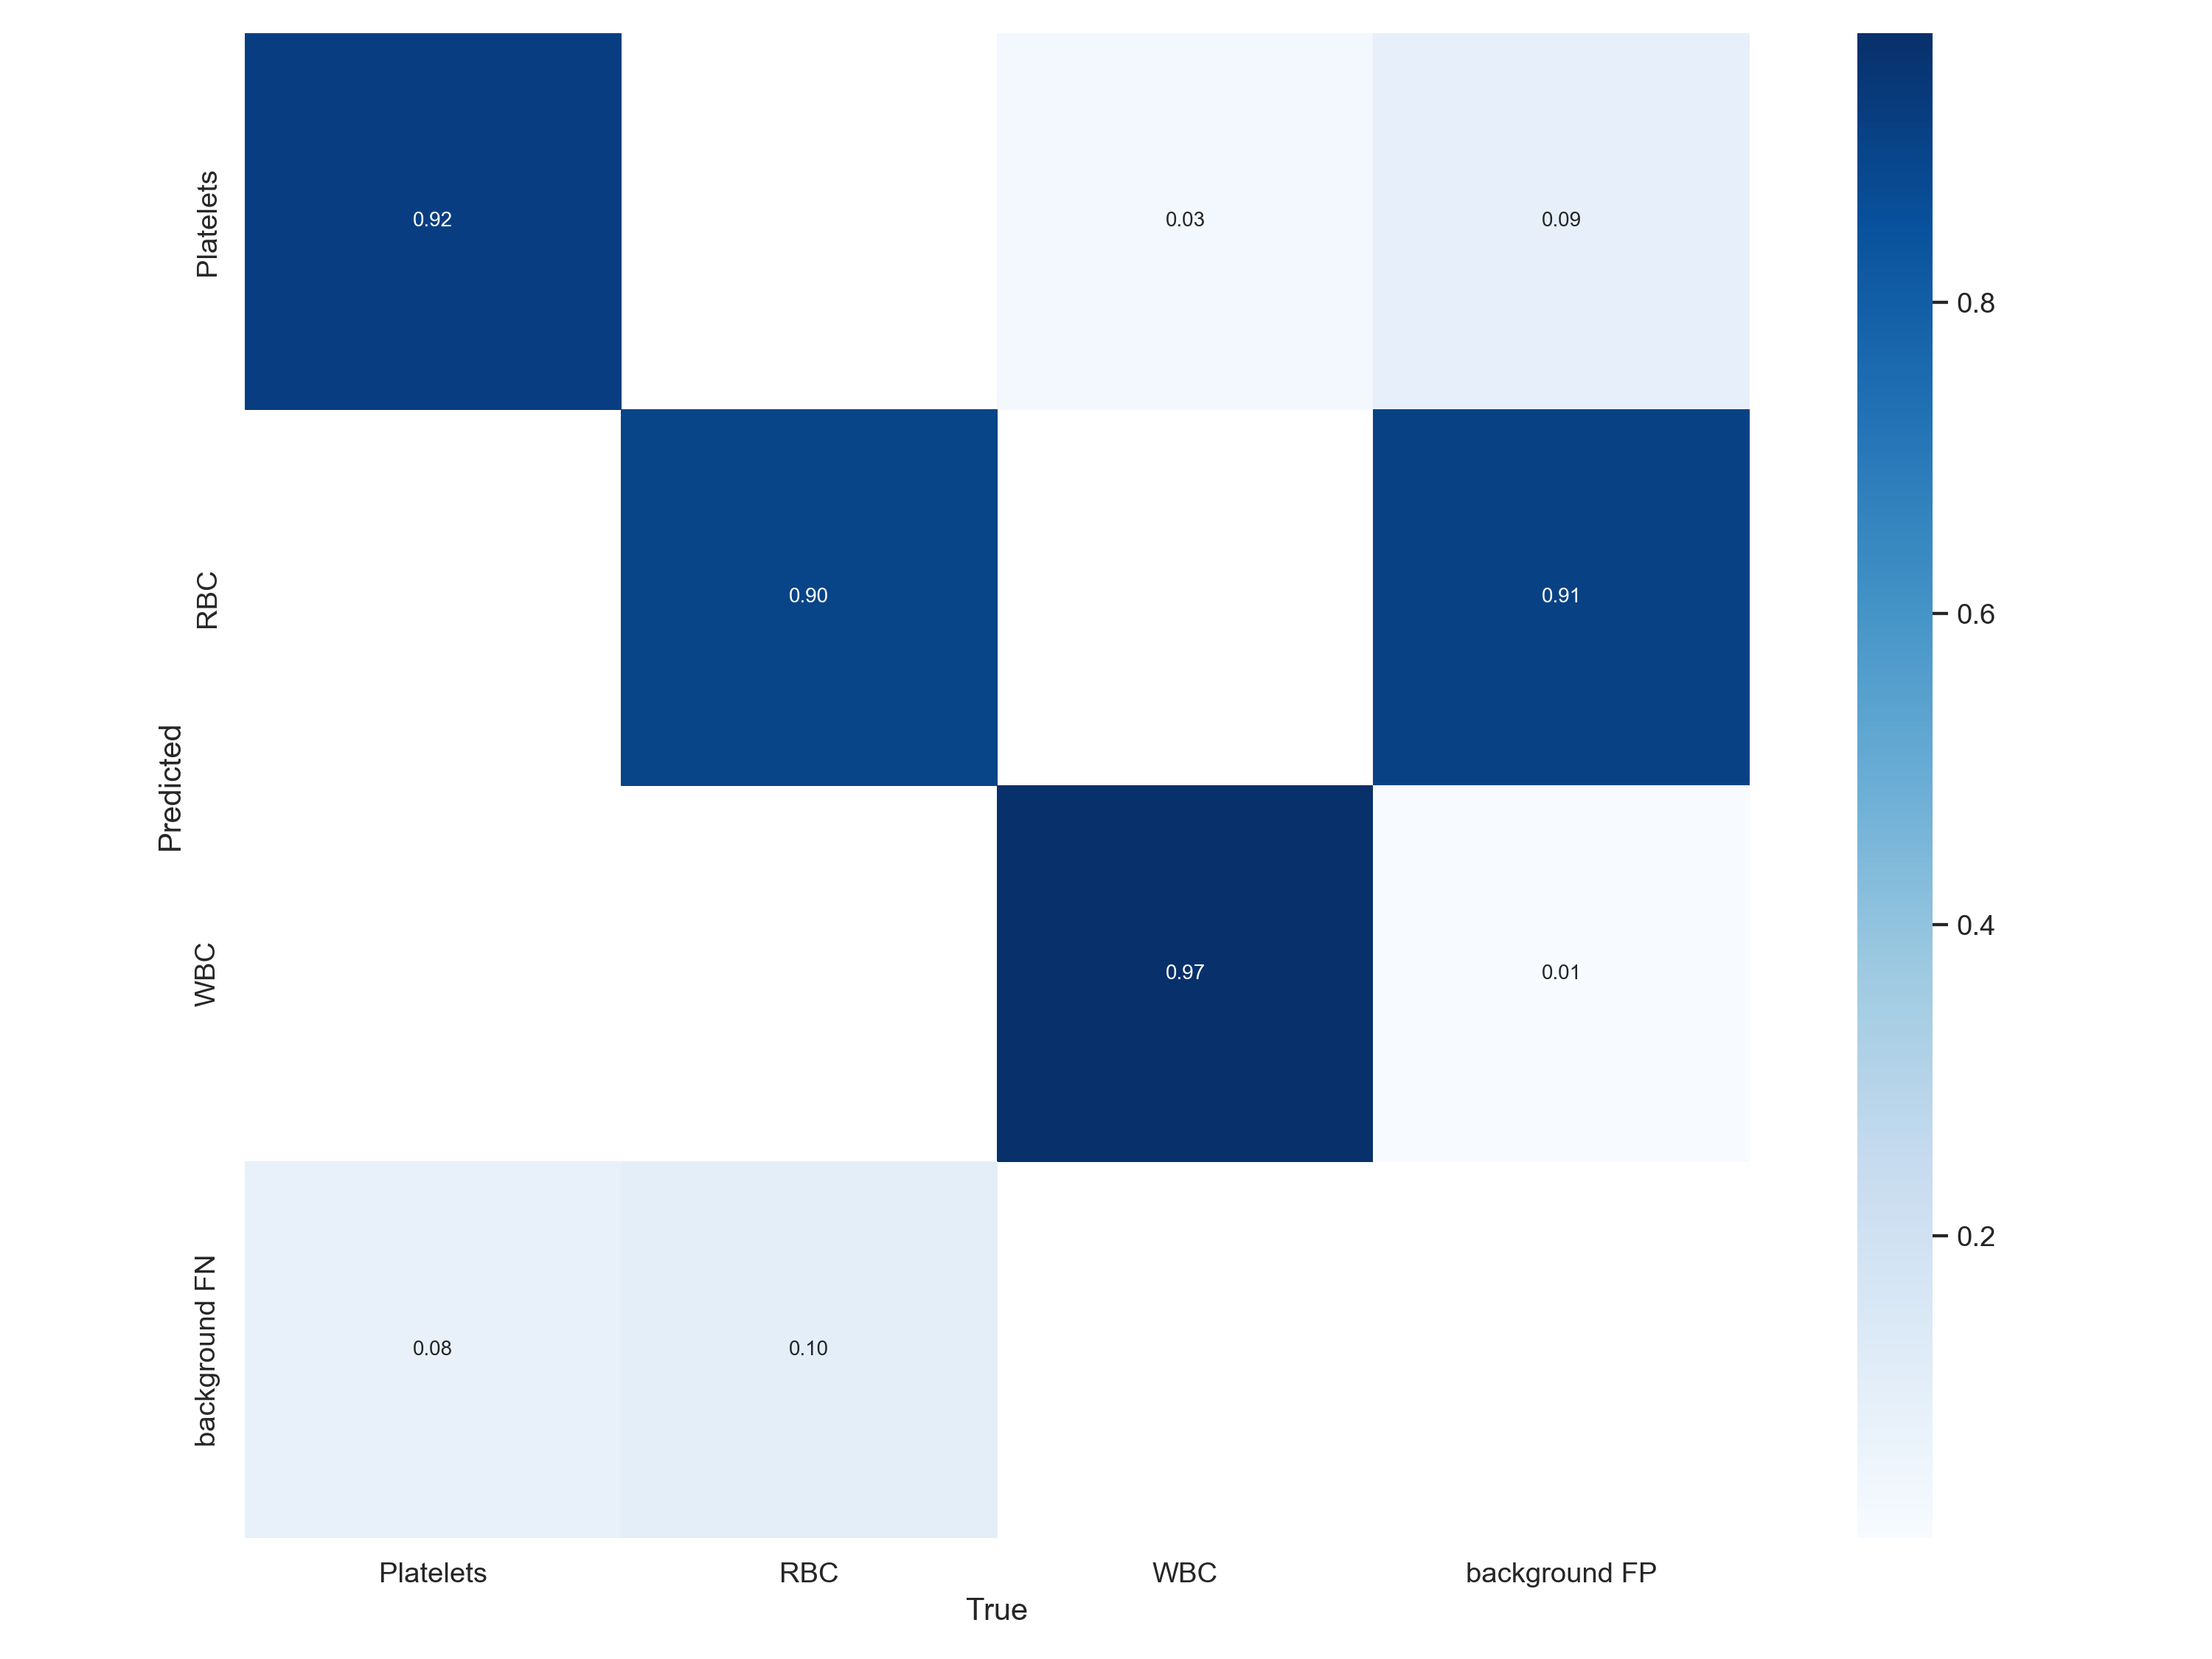 Platelets
0.92
0.03
0.09
0.8
RBC
0.90
0.91
0.6
Predicted
WBC
0.97
0.01
0.4
background FN
0.08
0.10
0.2
Platelets
RBC
WBC
background FP
True